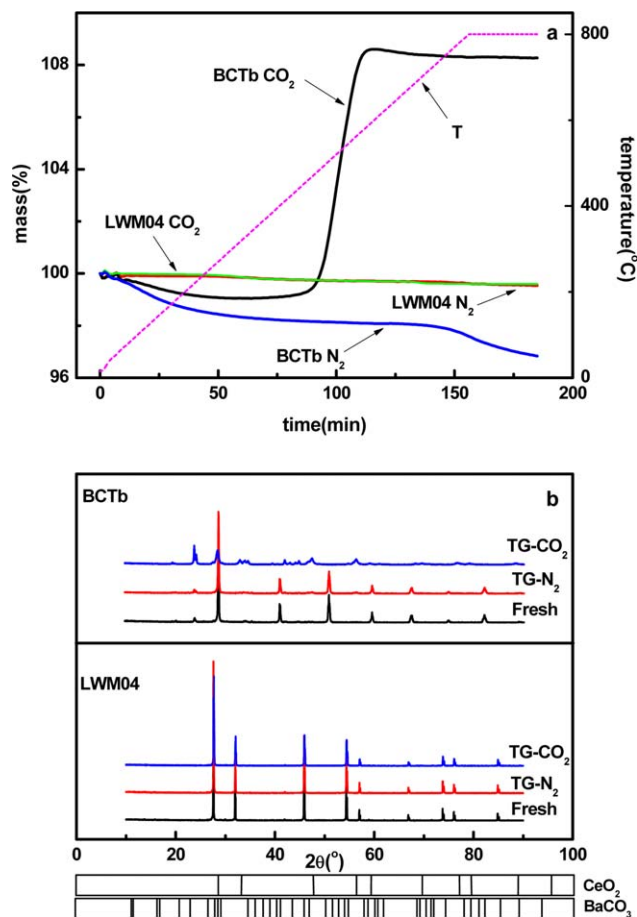 a
108
800
BCTb CO₂
T
104
mass(%)
temperature(°C)
400
LWM04 CO₂
100
LWM04 N₂
BCTb N₂
96
0
0 50 100 150 200
time(min)
BCTb
b
TG-CO₂
TG-N₂
Fresh
LWM04
TG-CO₂
TG-N₂
Fresh
0 20 40 60 80 100
2θ(°)
CeO₂
BaCO₃